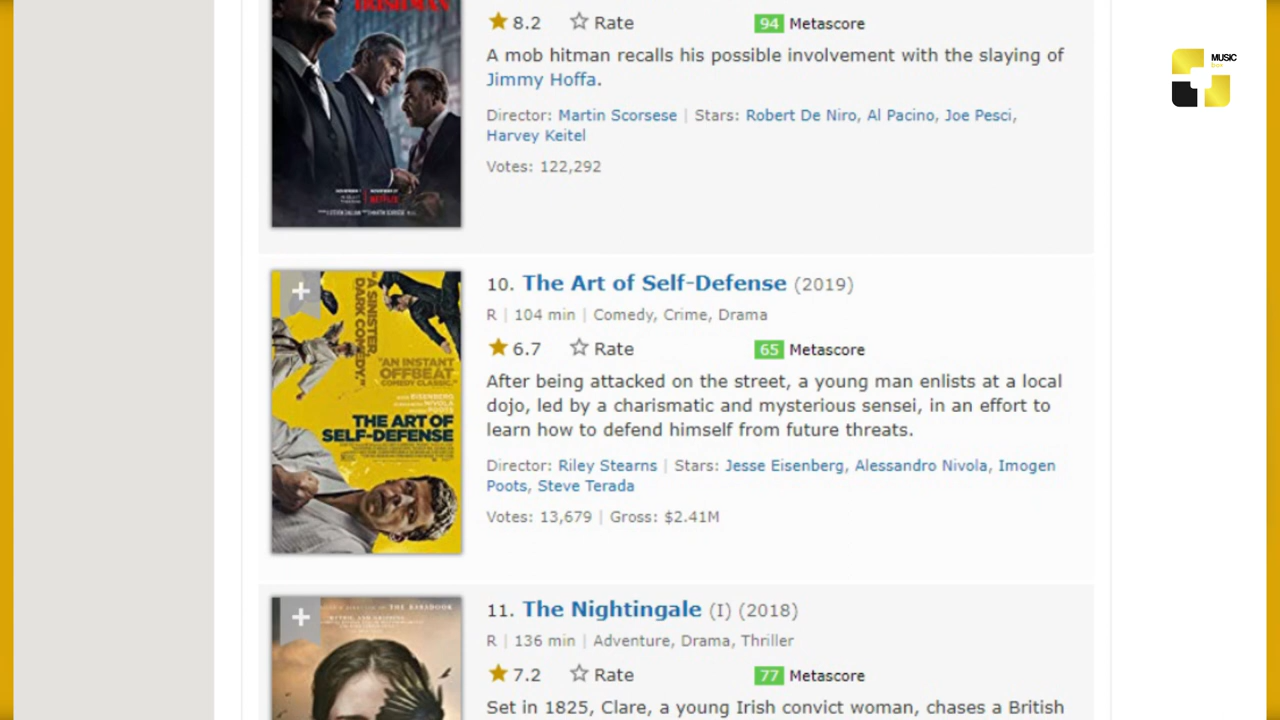 IRISHMAN
8.2 Rate 94 Metascore
A mob hitman recalls his possible involvement with the slaying of
Jimmy Hoffa.
Director: Martin Scorsese | Stars: Robert De Niro, Al Pacino, Joe Pesci,
Harvey Keitel
Votes: 122,292
NETFLIX
MUSIC
"A SINISTER,
DARK COMEDY."
"AN INSTANT
OFFBEAT
COMEDY CLASSIC."
EISENBERG
NIVOLA
POOTS
THE ART OF
SELF-DEFENSE
10. The Art of Self-Defense (2019)
R | 104 min | Comedy, Crime, Drama
6.7 Rate 65 Metascore
After being attacked on the street, a young man enlists at a local
dojo, led by a charismatic and mysterious sensei, in an effort to
learn how to defend himself from future threats.
Director: Riley Stearns | Stars: Jesse Eisenberg, Alessandro Nivola, Imogen
Poots, Steve Terada
Votes: 13,679 | Gross: $2.41M
THE BABADOOK
11. The Nightingale (I) (2018)
R | 136 min | Adventure, Drama, Thriller
7.2 Rate 77 Metascore
Set in 1825, Clare, a young Irish convict woman, chases a British